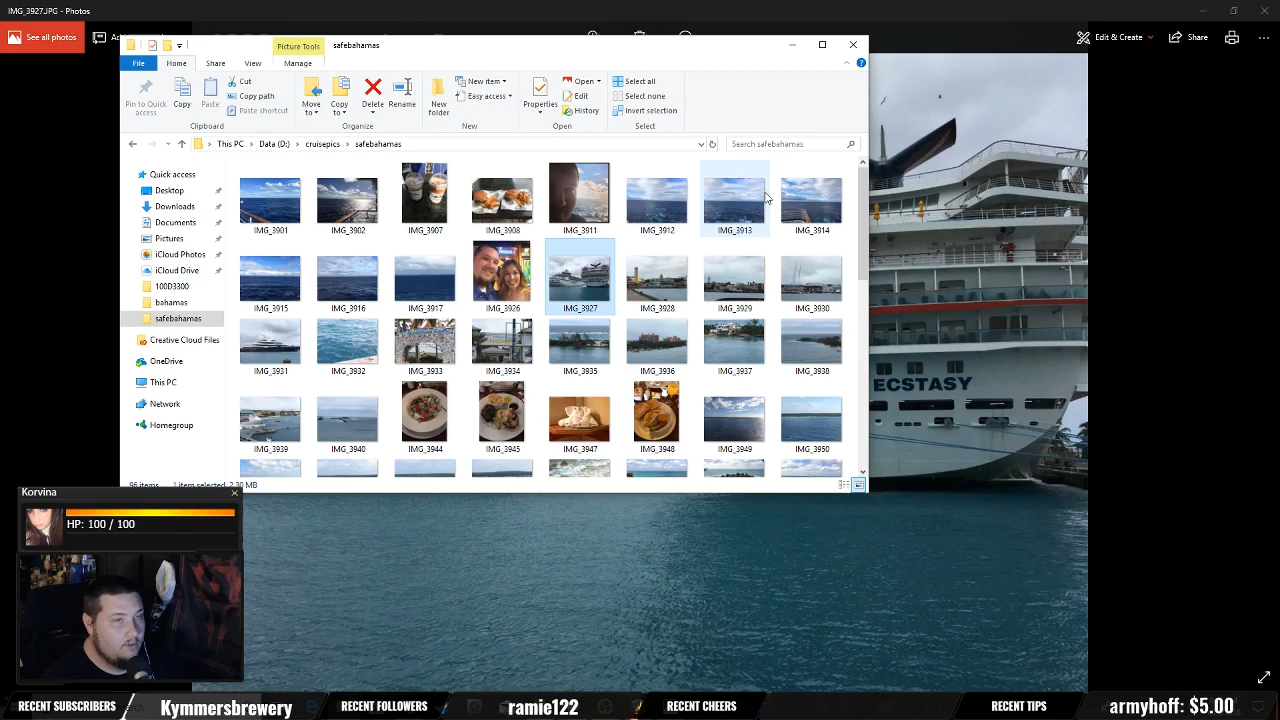 IMG_3927.JPG - Photos
See all photos
Edit & Create
Share
Picture Tools
safebahamas
File
Home
Share
View
Manage
Pin to Quick access
Copy
Paste
Cut
Copy path
Paste shortcut
Clipboard
Move to
Copy to
Delete
Rename
Organize
New folder
New item
Easy access
New
Properties
Open
Edit
History
Open
Select all
Select none
Invert selection
Select
This PC > Data (D:) > cruisepics > safebahamas
Search safebahamas
Quick access
Desktop
Downloads
Documents
Pictures
iCloud Photos
iCloud Drive
100D3300
bahamas
safebahamas
Creative Cloud Files
OneDrive
This PC
Network
Homegroup
IMG_3901 IMG_3902 IMG_3907 IMG_3908 IMG_3911 IMG_3912 IMG_3913 IMG_3914
IMG_3915 IMG_3916 IMG_3917 IMG_3926 IMG_3927 IMG_3928 IMG_3929 IMG_3930
IMG_3931 IMG_3932 IMG_3933 IMG_3934 IMG_3935 IMG_3936 IMG_3937 IMG_3938
IMG_3939 IMG_3940 IMG_3944 IMG_3945 IMG_3947 IMG_3948 IMG_3949 IMG_3950
96 items 1 item selected 2.30 MB
ECSTASY
Korvina
HP: 100 / 100
RECENT SUBSCRIBERS Kymmersbrewery RECENT FOLLOWERS ramie122 RECENT CHEERS RECENT TIPS armyhoff: $5.00